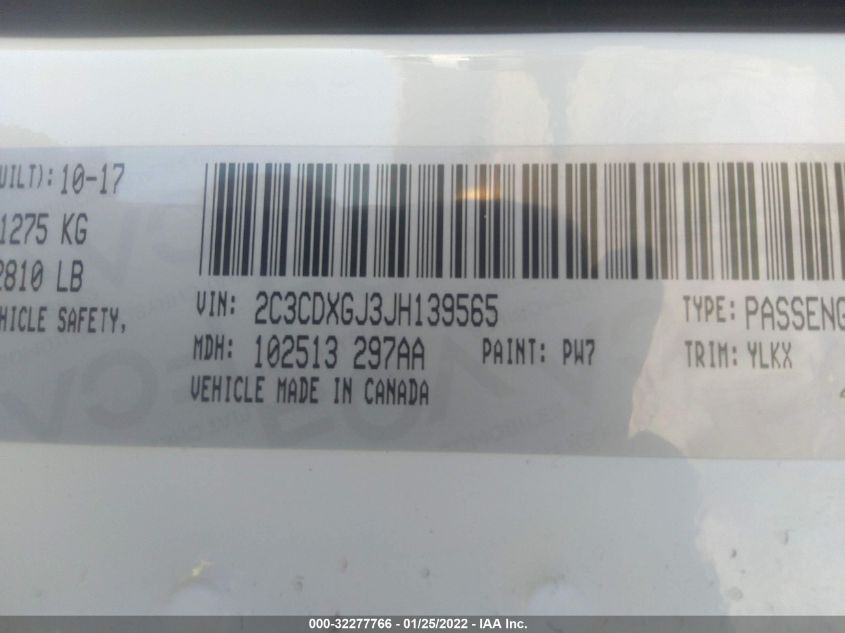 UILT): 10-17
1275 KG
2810 LB
HICLE SAFETY,
VIN: 2C3CDXGJ3JH139565
TYPE: PASSENG
MDH: 102513 297AA
PAINT: PW7
TRIM: YLKX
VEHICLE MADE IN CANADA
000-32277766 - 01/25/2022 - IAA Inc.